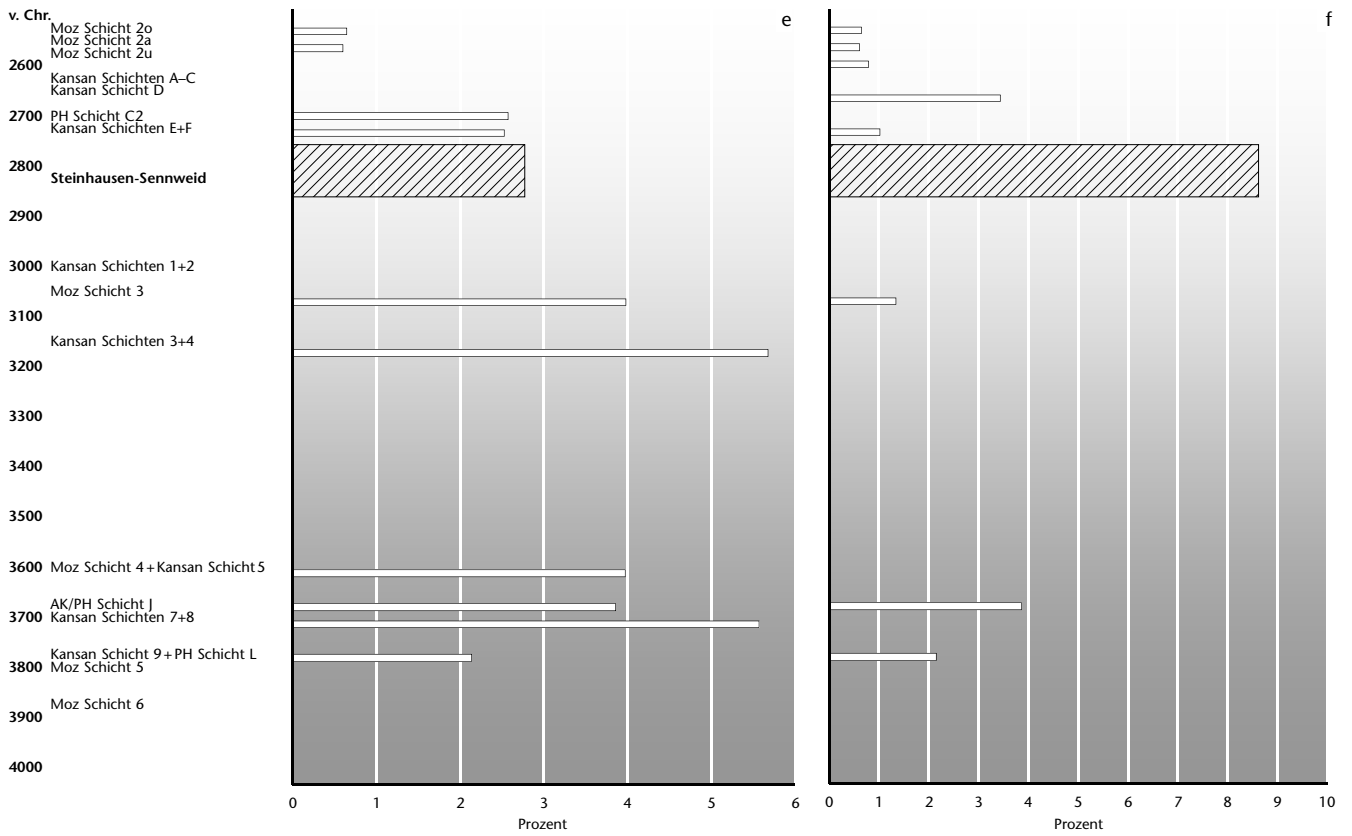 v. Chr.
Moz Schicht 2o
Moz Schicht 2a
Moz Schicht 2u
2600
Kansan Schichten A–C
Kansan Schicht D
2700 PH Schicht C2
Kansan Schichten E+F
2800
Steinhausen-Sennweid
2900
3000 Kansan Schichten 1+2
Moz Schicht 3
3100
Kansan Schichten 3+4
3200
3300
3400
3500
3600 Moz Schicht 4+Kansan Schicht 5
AK/PH Schicht J
3700 Kansan Schichten 7+8
Kansan Schicht 9+PH Schicht L
3800 Moz Schicht 5
Moz Schicht 6
3900
4000
e
0 1 2 3 4 5 6
Prozent
f
0 1 2 3 4 5 6 7 8 9 10
Prozent